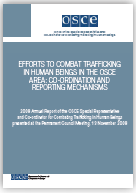 osce
EFFORTS TO COMBAT TRAFFICKING
IN HUMAN BEINGS IN THE OSCE
AREA: CO-ORDINATION AND
REPORTING MECHANISMS
2008 Annual Report of the OSCE Special Representative
and Co-ordinator for Combating Trafficking in Human Beings
presented at the Permanent Council Meeting, 13 November 2008